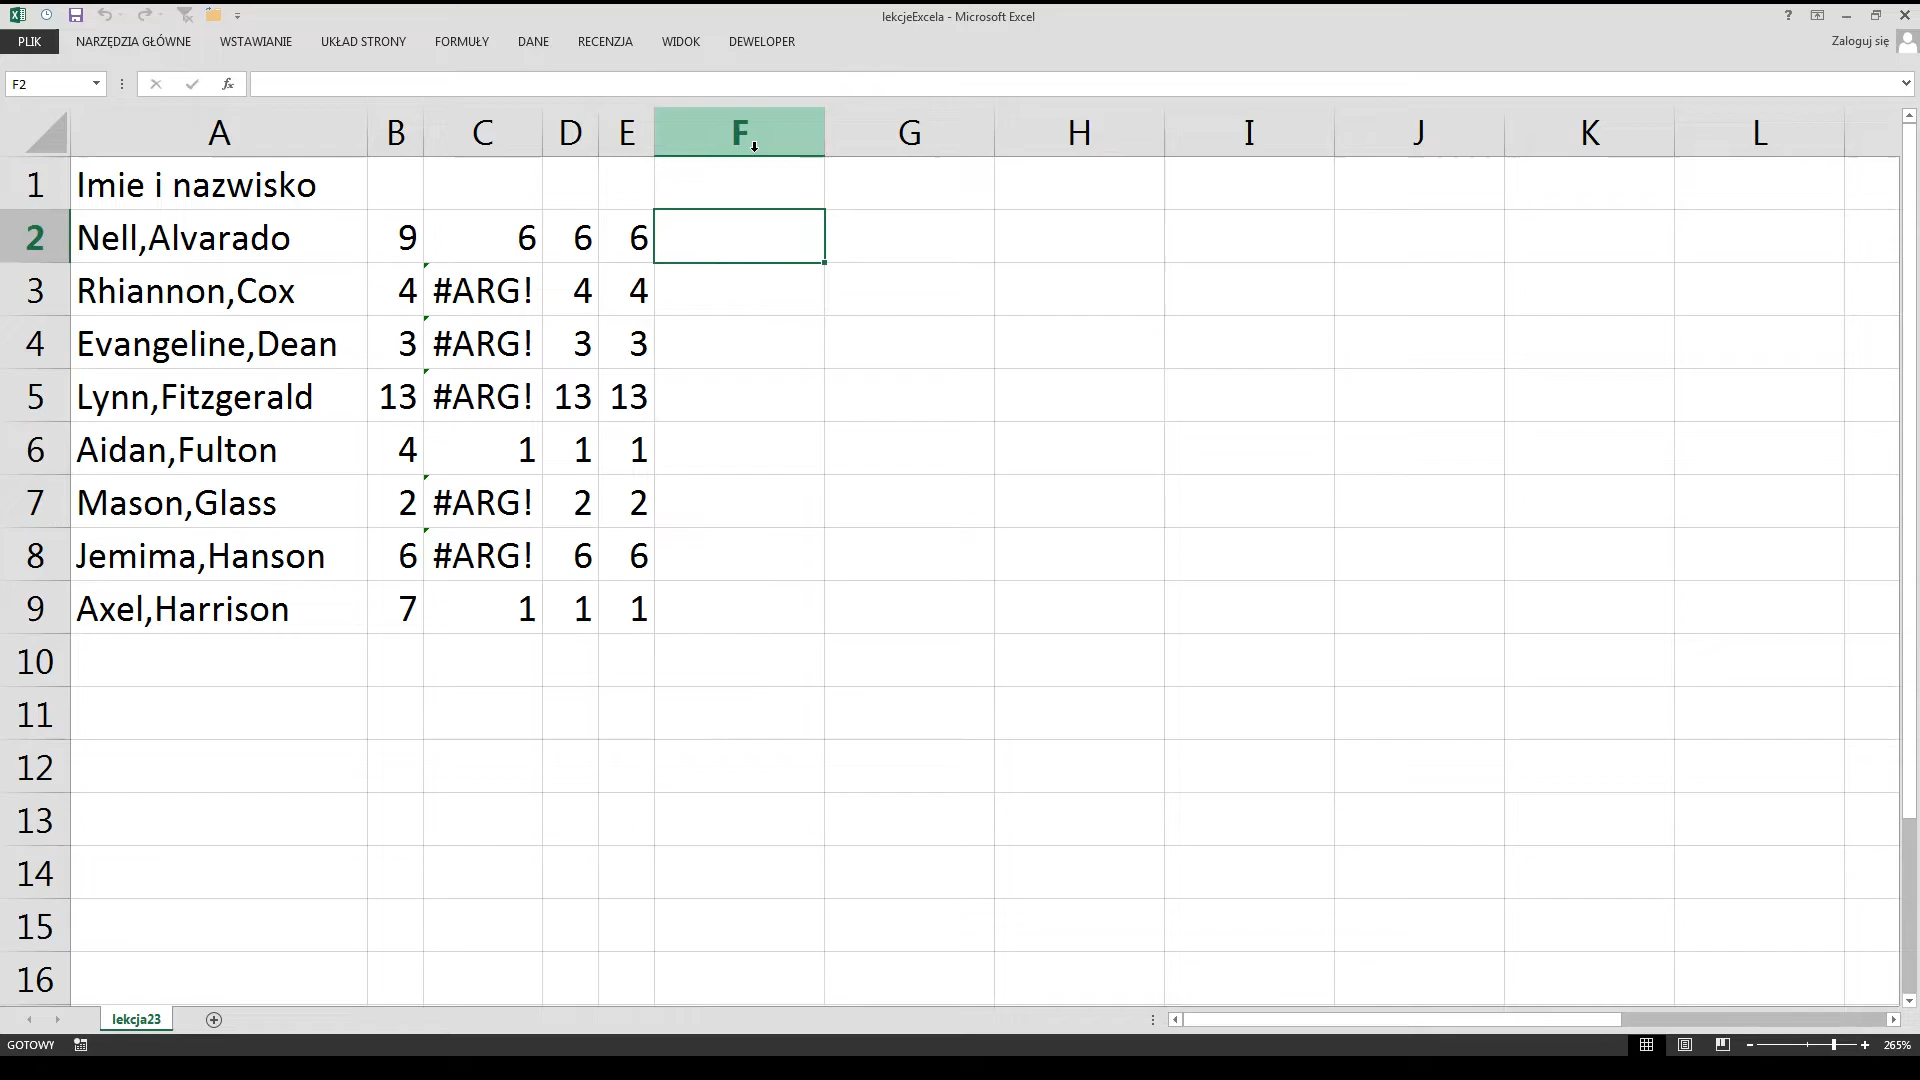 lekcjeExcela - Microsoft Excel
?
PLIK NARZĘDZIA GŁÓWNE WSTAWIANIE UKŁAD STRONY FORMUŁY DANE RECENZJA WIDOK DEWELOPER Zaloguj się
F2 fx
A B C D E F G H I J K L
1 Imie i nazwisko
2 Nell,Alvarado 9 6 6 6
3 Rhiannon,Cox 4 #ARG! 4 4
4 Evangeline,Dean 3 #ARG! 3 3
5 Lynn,Fitzgerald 13 #ARG! 13 13
6 Aidan,Fulton 4 1 1 1
7 Mason,Glass 2 #ARG! 2 2
8 Jemima,Hanson 6 #ARG! 6 6
9 Axel,Harrison 7 1 1 1
10
11
12
13
14
15
16
lekcja23
GOTOWY 265%